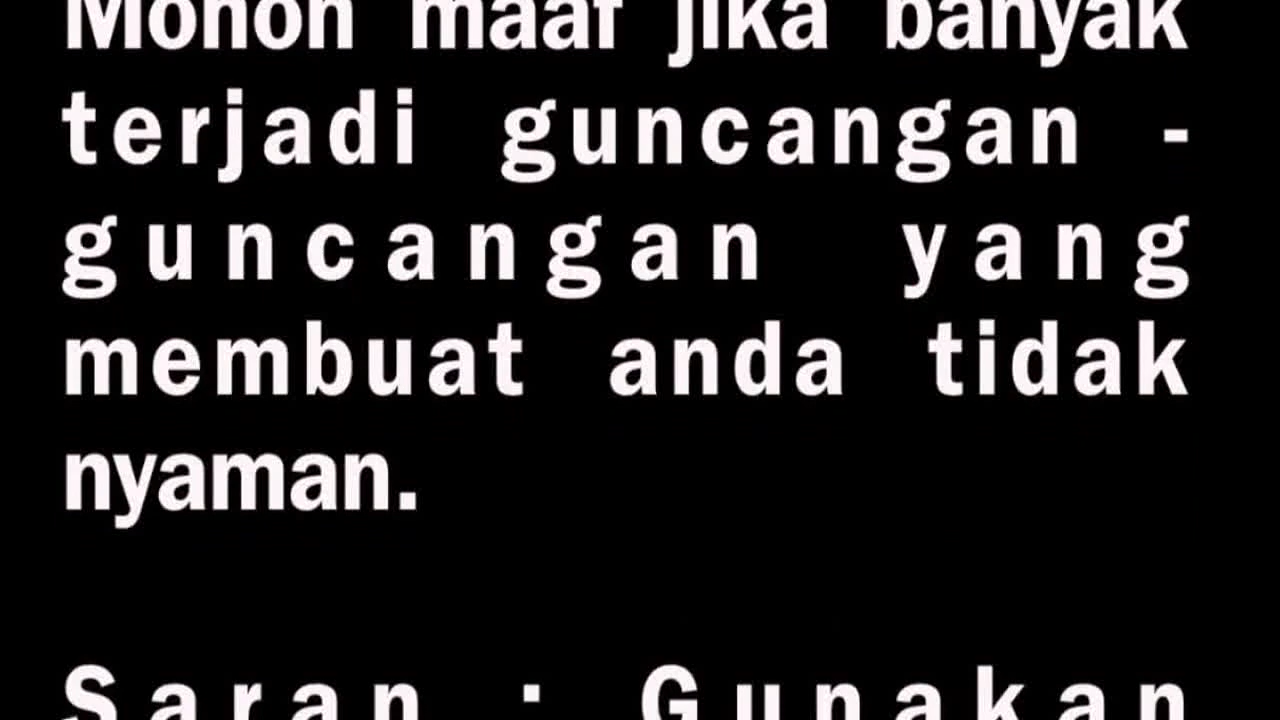 Mohon maaf jika banyak
terjadi guncangan -
guncangan yang
membuat anda tidak
nyaman.
Saran : Gunakan